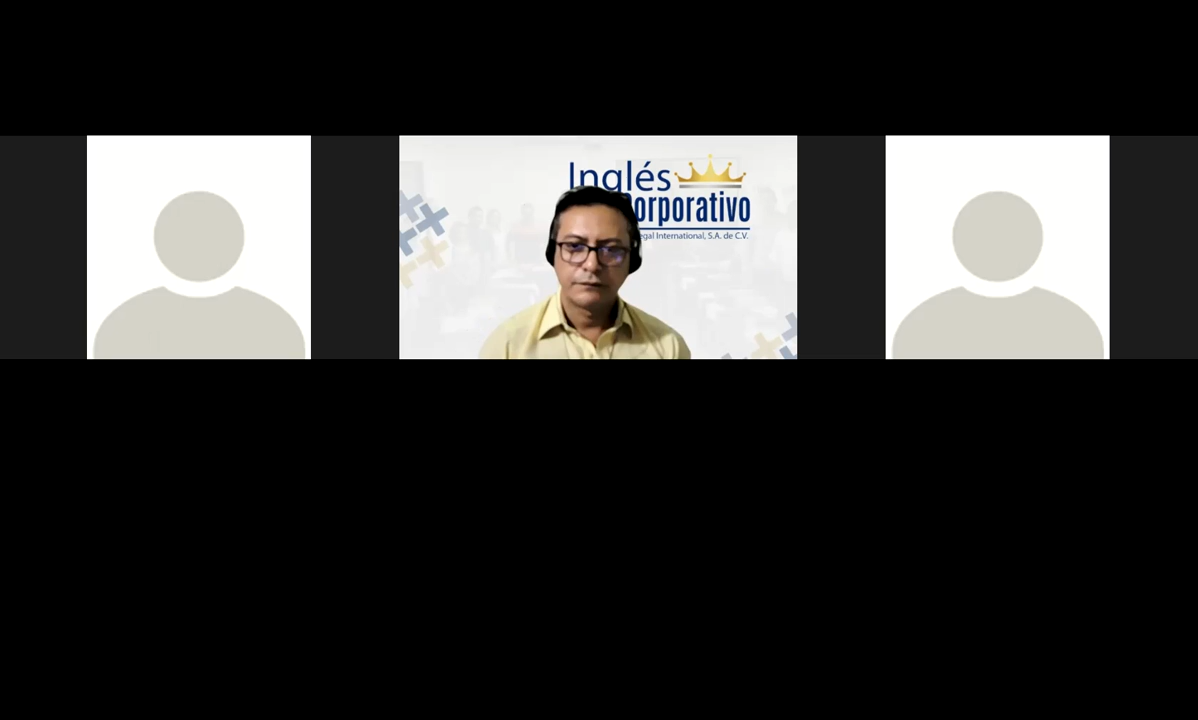 Inglés
orporativo
egal International, S.A. de C.V.